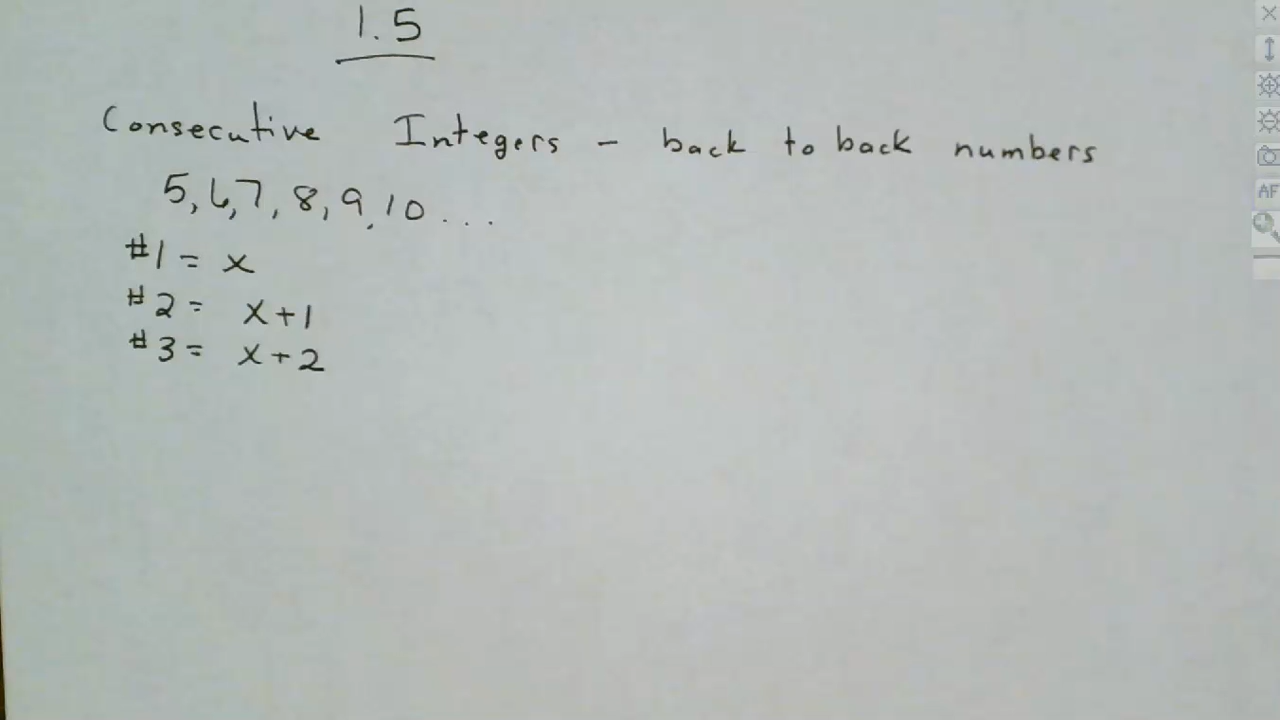 1.5
Consecutive Integers - back to back numbers
5, 6, 7, 8, 9, 10 . . .
#1 = x
#2 = x+1
#3 = x+2
AF